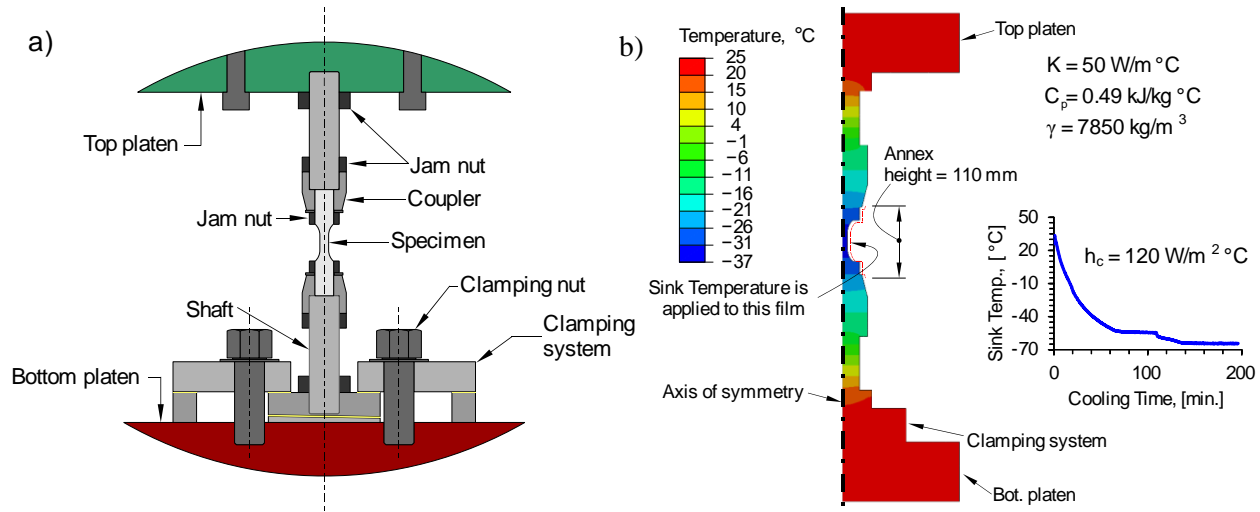 a)
Top platen
Jam nut
Coupler
Jam nut
Specimen
Clamping nut
Shaft
Clamping
system
Bottom platen
b)
Temperature, °C
25
20
15
10
4
−1
−6
−11
−16
−21
−26
−31
−37
Top platen
K = 50 W/m °C
Cp= 0.49 kJ/kg °C
γ = 7850 kg/m 3
Annex
height = 110 mm
Sink Temperature is
applied to this film
Sink Temp., [ °C]
50
20
-10
-40
-70
hc = 120 W/m 2 °C
0
100
200
Cooling Time, [min.]
Axis of symmetry
Clamping system
Bot. platen